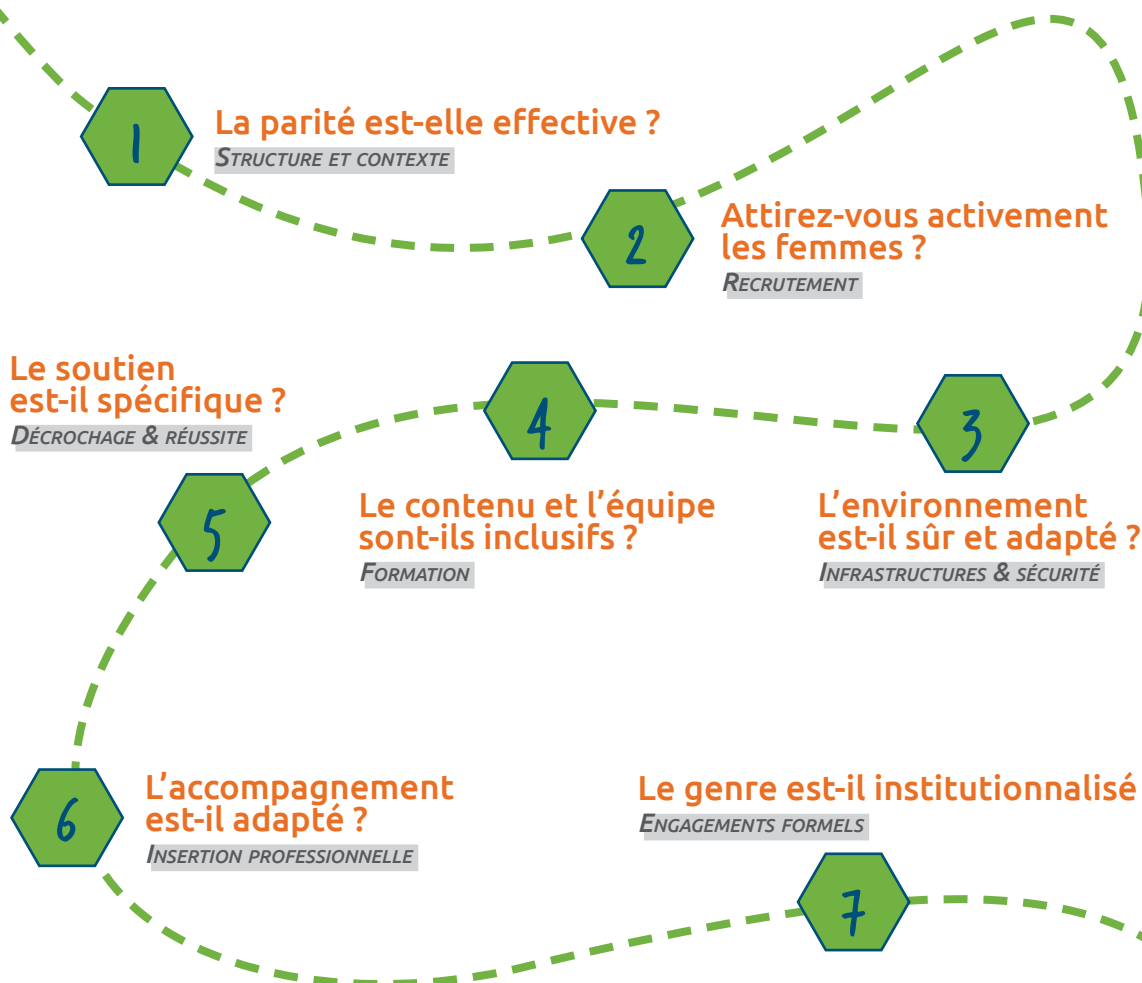 1
La parité est-elle effective ?
STRUCTURE ET CONTEXTE
2
Attirez-vous activement
les femmes ?
RECRUTEMENT
3
L'environnement
est-il sûr et adapté ?
INFRASTRUCTURES & SÉCURITÉ
4
Le contenu et l'équipe
sont-ils inclusifs ?
FORMATION
5
Le soutien
est-il spécifique ?
DÉCROCHAGE & RÉUSSITE
6
L'accompagnement
est-il adapté ?
INSERTION PROFESSIONNELLE
7
Le genre est-il institutionnalisé
ENGAGEMENTS FORMELS